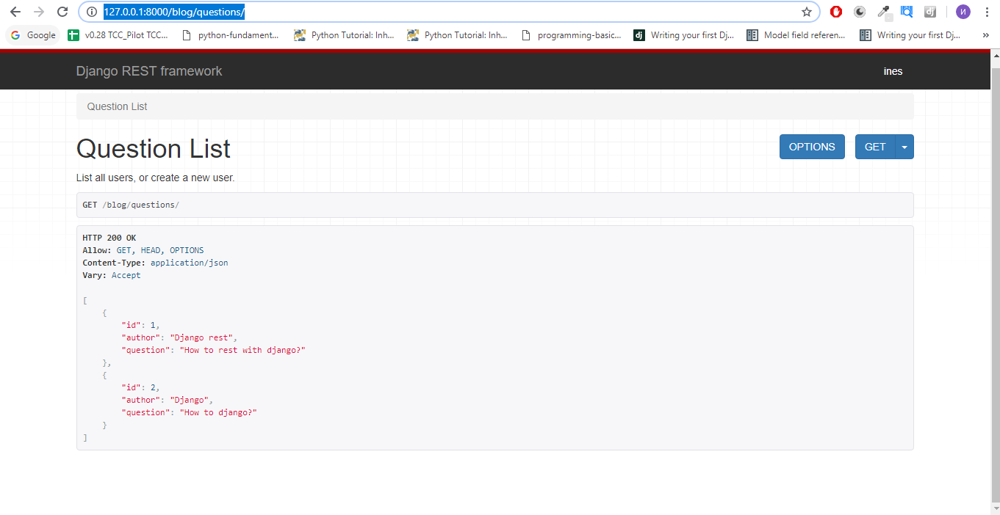 127.0.0.1:8000/blog/questions/
И
Google
v0.28 TCC_Pilot TCC...
python-fundament...
Python Tutorial: Inh...
Python Tutorial: Inh...
programming-basic...
dj
Writing your first Dj...
Model field referen...
Writing your first Dj...
»
Django REST framework
ines
Question List
Question List
OPTIONS
GET
List all users, or create a new user.
GET /blog/questions/
HTTP 200 OK
Allow: GET, HEAD, OPTIONS
Content-Type: application/json
Vary: Accept
[
{
"id": 1,
"author": "Django rest",
"question": "How to rest with django?"
},
{
"id": 2,
"author": "Django",
"question": "How to django?"
}
]